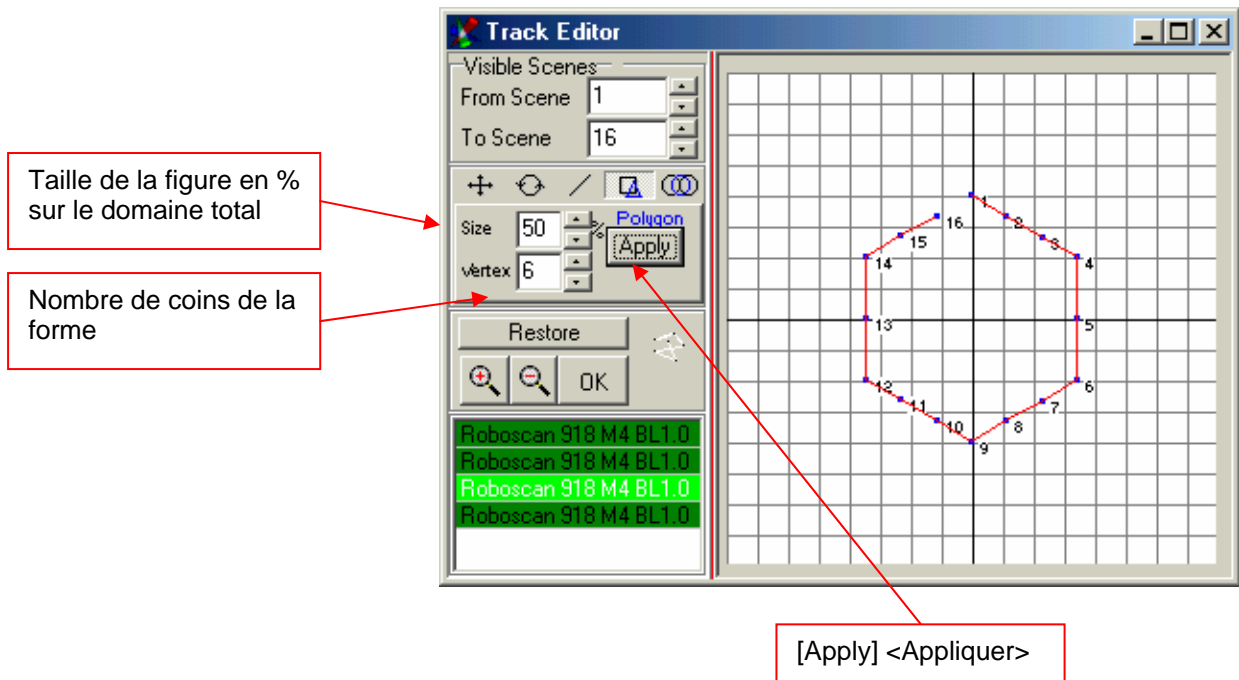 Track Editor
Visible Scenes
From Scene 1
To Scene 16
Taille de la figure en %
sur le domaine total
Size 50 % Polygon
Apply
vertex 6
Nombre de coins de la
forme
Restore
OK
Roboscan 918 M4 BL1.0
Roboscan 918 M4 BL1.0
Roboscan 918 M4 BL1.0
Roboscan 918 M4 BL1.0
1
2
3
4
5
6
7
8
9
10
11
12
13
14
15
16
[Apply] <Appliquer>